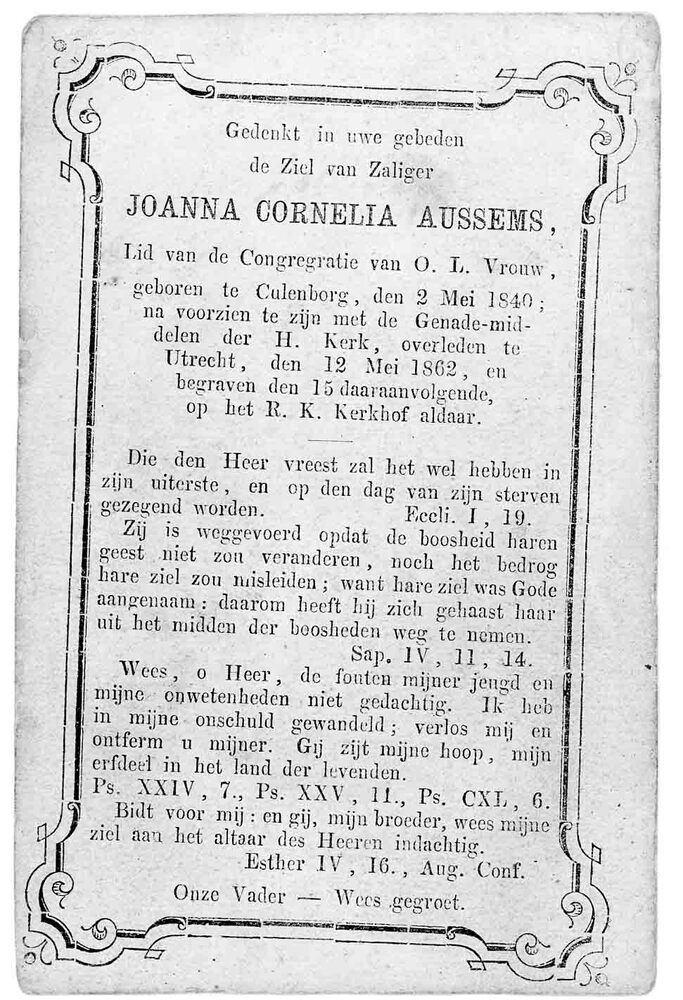 Gedenkt in uwe gebeden
de Ziel van Zaliger
JOANNA CORNELIA AUSSEMS,
Lid van de Congregratie van O. L. Vrouw,
geboren te Culenborg, den 2 Mei 1840;
na voorzien te zijn met de Genade-mid-
delen der H. Kerk, overleden te
Utrecht, den 12 Mei 1862, en
begraven den 15 daaraanvolgende,
op het R. K. Kerkhof aldaar.
Die den Heer vreest zal het wel hebben in
zijn uiterste, en op den dag van zijn sterven
gezegend worden. Eccli. I, 19.
Zij is weggevoerd opdat de boosheid haren
geest niet zou veranderen, noch het bedrog
hare ziel zou misleiden; want hare ziel was Gode
aangenaam: daarom heeft hij zich gehaast haar
uit het midden der boosheden weg te nemen.
Sap. IV, 11, 14.
Wees, o Heer, de fouten mijner jeugd en
mijne onwetenheden niet gedachtig. Ik heb
in mijne onschuld gewandeld; verlos mij en
ontferm u mijner. Gij zijt mijne hoop, mijn
erfdeel in het land der levenden.
Ps. XXIV, 7., Ps. XXV, 11., Ps. CXL, 6.
Bidt voor mij: en gij, mijn broeder, wees mijne
ziel aan het altaar des Heeren indachtig.
Esther IV, 16., Aug. Conf.
Onze Vader — Wees gegroet.